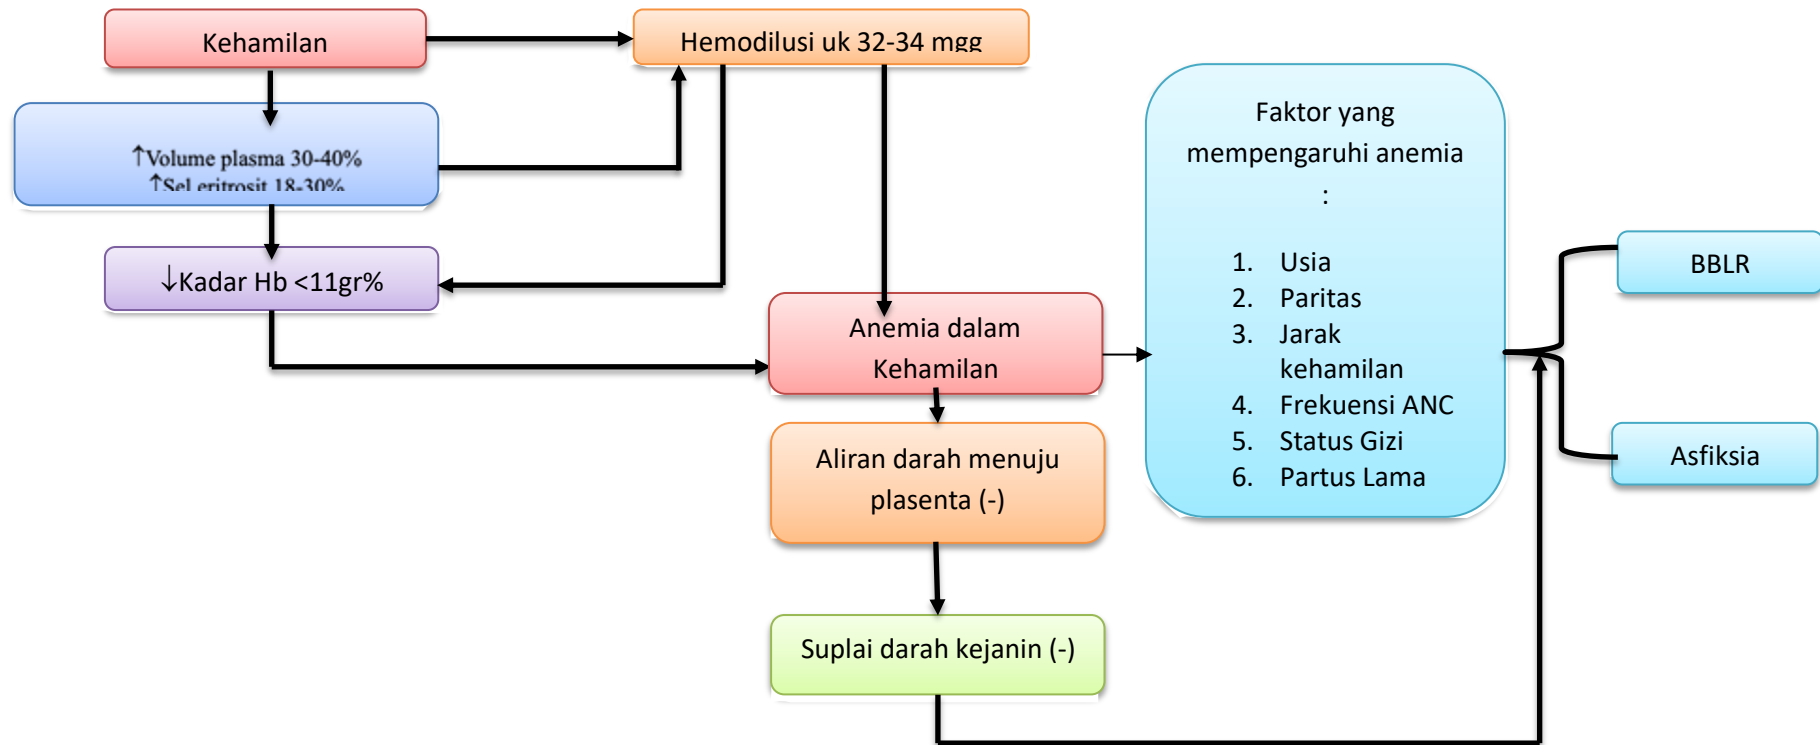 Kehamilan
Hemodilusi uk 32-34 mgg
↑Volume plasma 30-40%
↑Sel eritrosit 18-30%
↓Kadar Hb <11gr%
Anemia dalam
Kehamilan
Aliran darah menuju
plasenta (-)
Suplai darah kejanin (-)
Faktor yang
mempengaruhi anemia
:
1. Usia
2. Paritas
3. Jarak
kehamilan
4. Frekuensi ANC
5. Status Gizi
6. Partus Lama
BBLR
Asfiksia